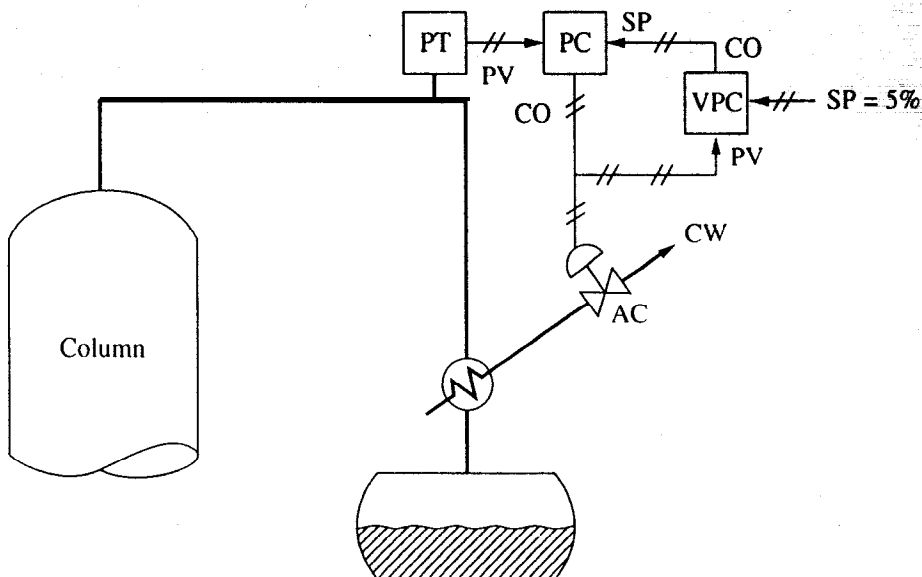 PT
PV
PC
SP
CO
VPC
SP = 5%
CO
PV
CW
AC
Column